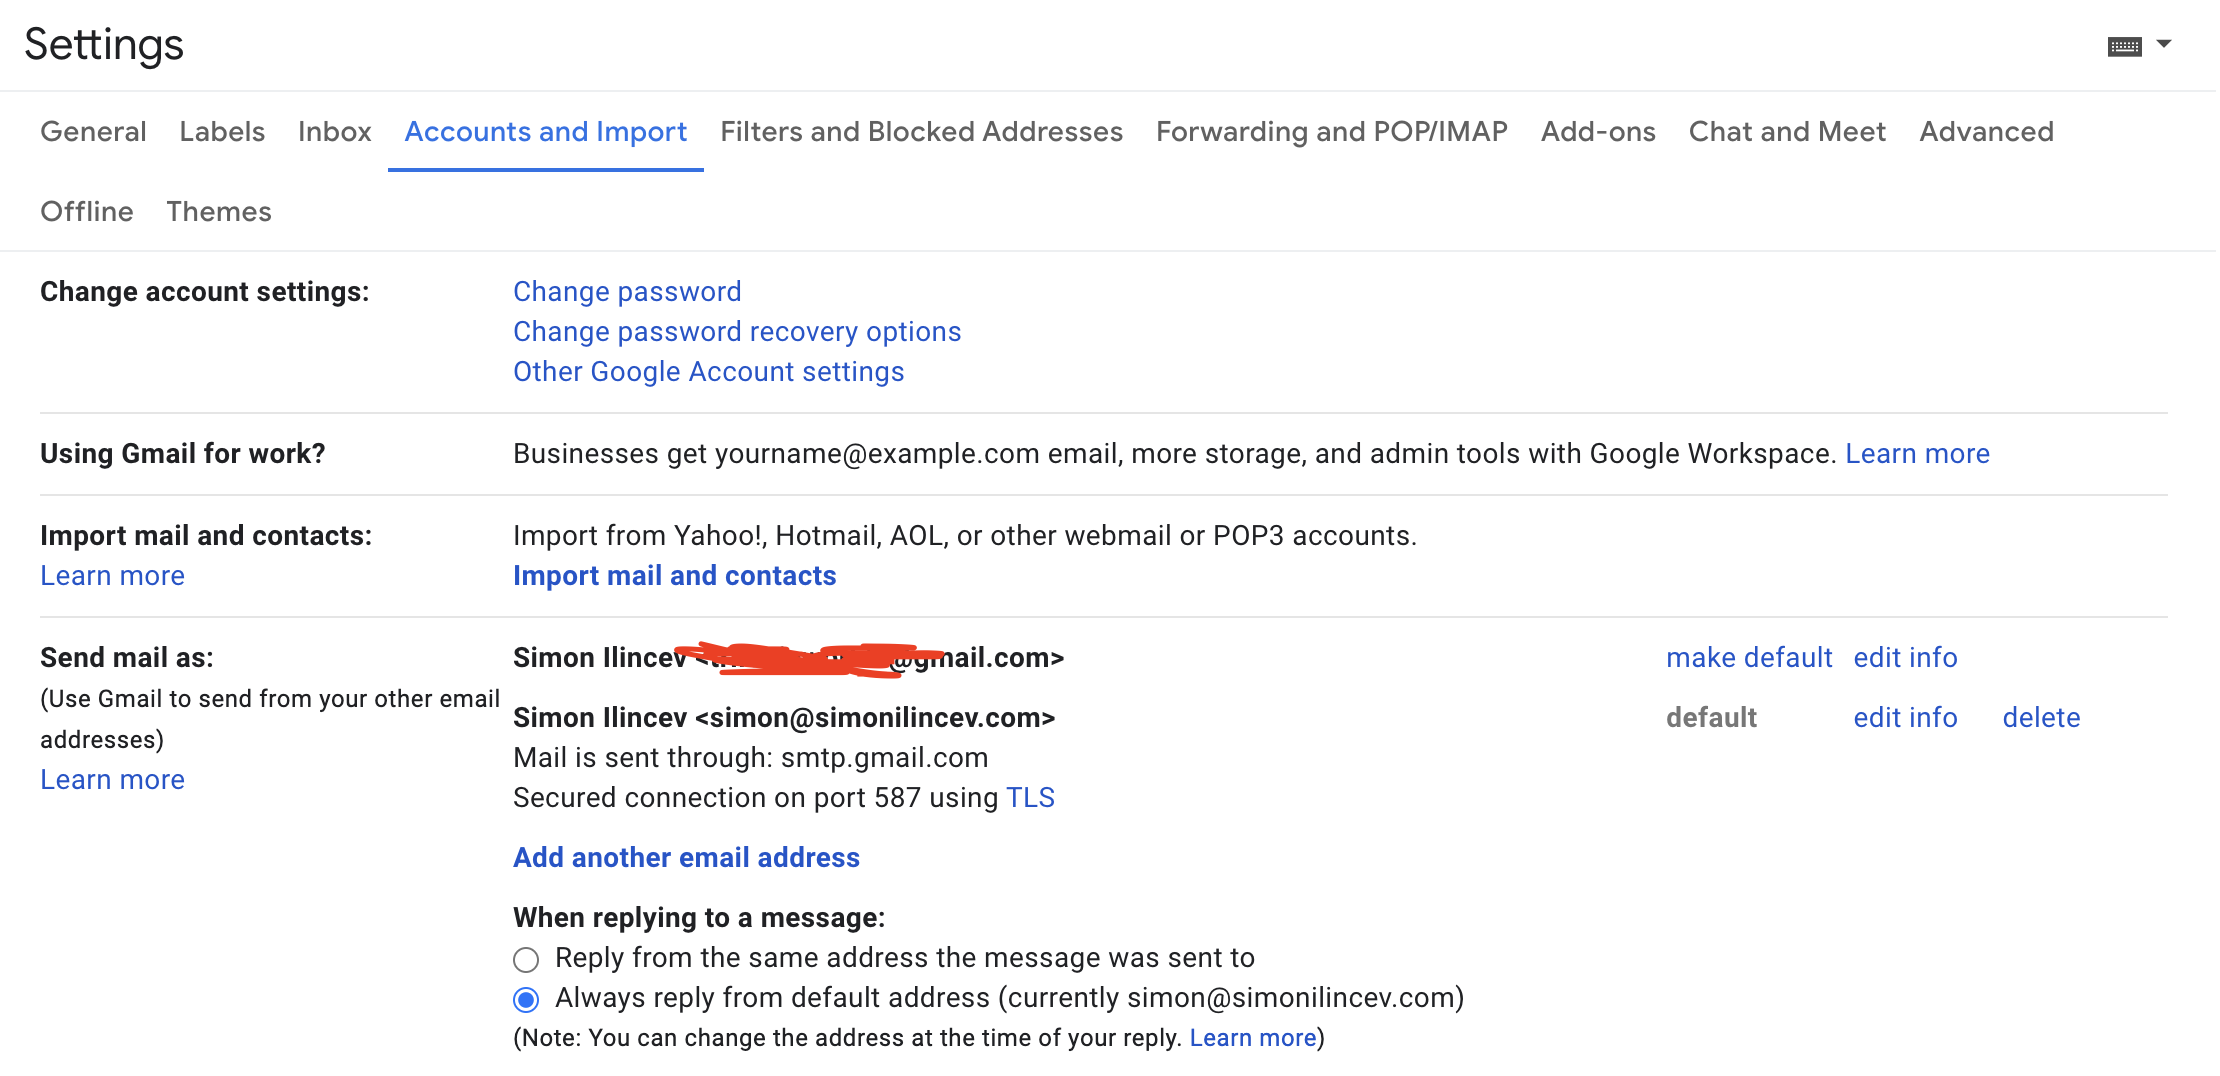 Settings
General Labels Inbox Accounts and Import Filters and Blocked Addresses Forwarding and POP/IMAP Add-ons Chat and Meet Advanced
Offline Themes
Change account settings: Change password
Change password recovery options
Other Google Account settings
Using Gmail for work? Businesses get yourname@example.com email, more storage, and admin tools with Google Workspace. Learn more
Import mail and contacts: Import from Yahoo!, Hotmail, AOL, or other webmail or POP3 accounts.
Learn more Import mail and contacts
Send mail as: Simon Ilincev @gmail.com> make default edit info
(Use Gmail to send from your other email
addresses)
Learn more
Simon Ilincev <simon@simonilincev.com> default edit info delete
Mail is sent through: smtp.gmail.com
Secured connection on port 587 using TLS
Add another email address
When replying to a message:
Reply from the same address the message was sent to
Always reply from default address (currently simon@simonilincev.com)
(Note: You can change the address at the time of your reply. Learn more)